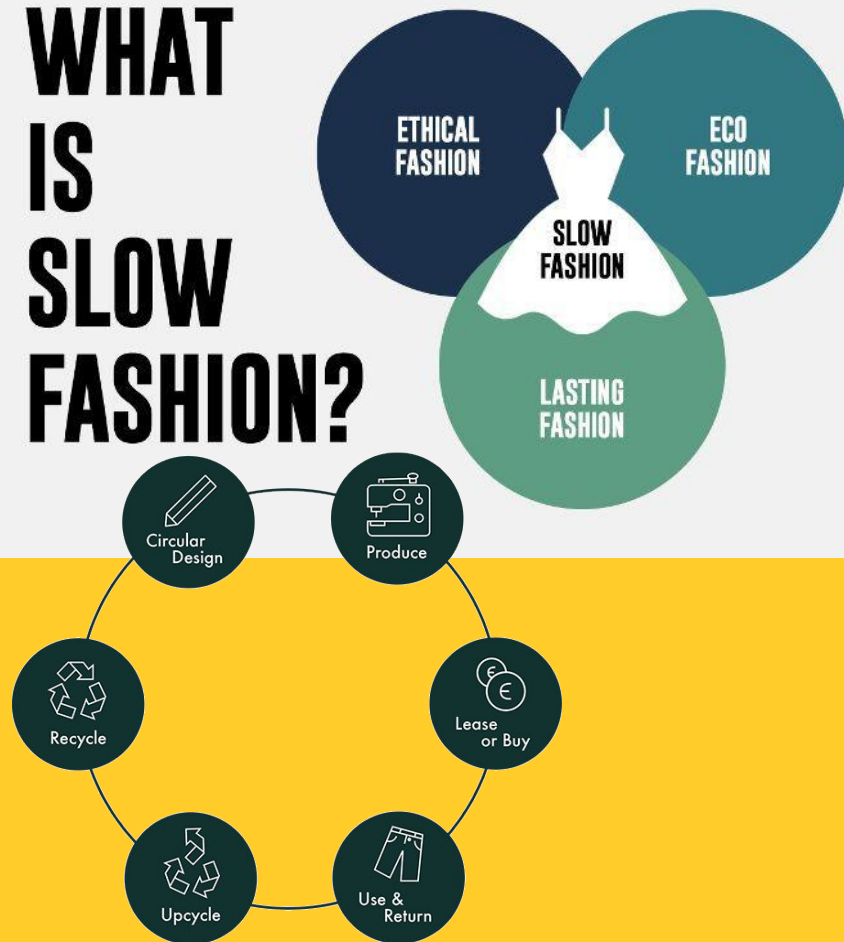 WHAT
IS
SLOW
FASHION?
ETHICAL
FASHION
ECO
FASHION
SLOW
FASHION
LASTING
FASHION
Circular
Design
Produce
Lease
or Buy
Use &
Return
Upcycle
Recycle